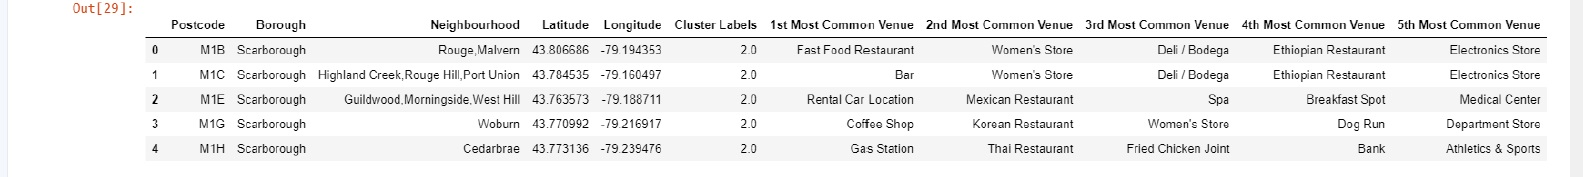 Out[29]:
Postcode Borough Neighbourhood Latitude Longitude Cluster Labels 1st Most Common Venue 2nd Most Common Venue 3rd Most Common Venue 4th Most Common Venue 5th Most Common Venue
0 M1B Scarborough Rouge,Malvern 43.806686 -79.194353 2.0 Fast Food Restaurant Women's Store Deli / Bodega Ethiopian Restaurant Electronics Store
1 M1C Scarborough Highland Creek,Rouge Hill,Port Union 43.784535 -79.160497 2.0 Bar Women's Store Deli / Bodega Ethiopian Restaurant Electronics Store
2 M1E Scarborough Guildwood,Morningside,West Hill 43.763573 -79.188711 2.0 Rental Car Location Mexican Restaurant Spa Breakfast Spot Medical Center
3 M1G Scarborough Woburn 43.770992 -79.216917 2.0 Coffee Shop Korean Restaurant Women's Store Dog Run Department Store
4 M1H Scarborough Cedarbrae 43.773136 -79.239476 2.0 Gas Station Thai Restaurant Fried Chicken Joint Bank Athletics & Sports